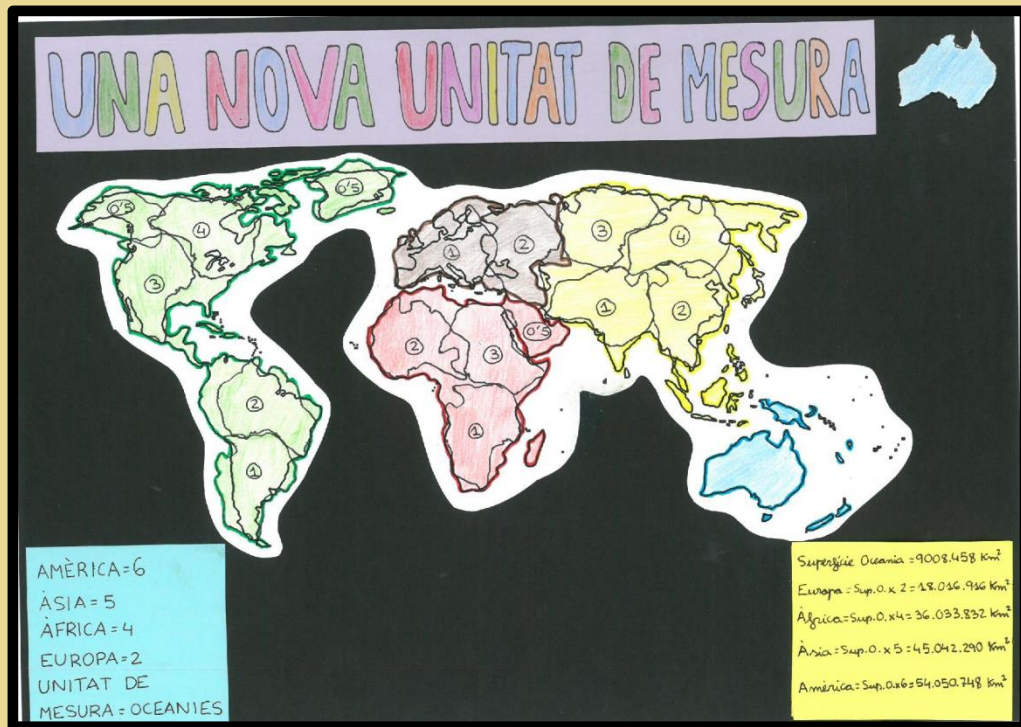 UNA NOVA UNITAT DE MESURA
0'5
0'5
4
3
2
1
1
2
2
3
0'5
1
3
4
1
2
AMÈRICA=6
ÀSIA=5
ÀFRICA=4
EUROPA=2
UNITAT DE
MESURA=OCEANIES
Superfície Oceania =9008.458 Km²
Europa=Sup.O.x2=18.016.916 Km²
Àfrica=Sup.O.x4=36.033.832 Km²
Àsia=Sup.O.x5=45.042.290 Km²
Amèrica=Sup.O.x6=54.050.748 Km²